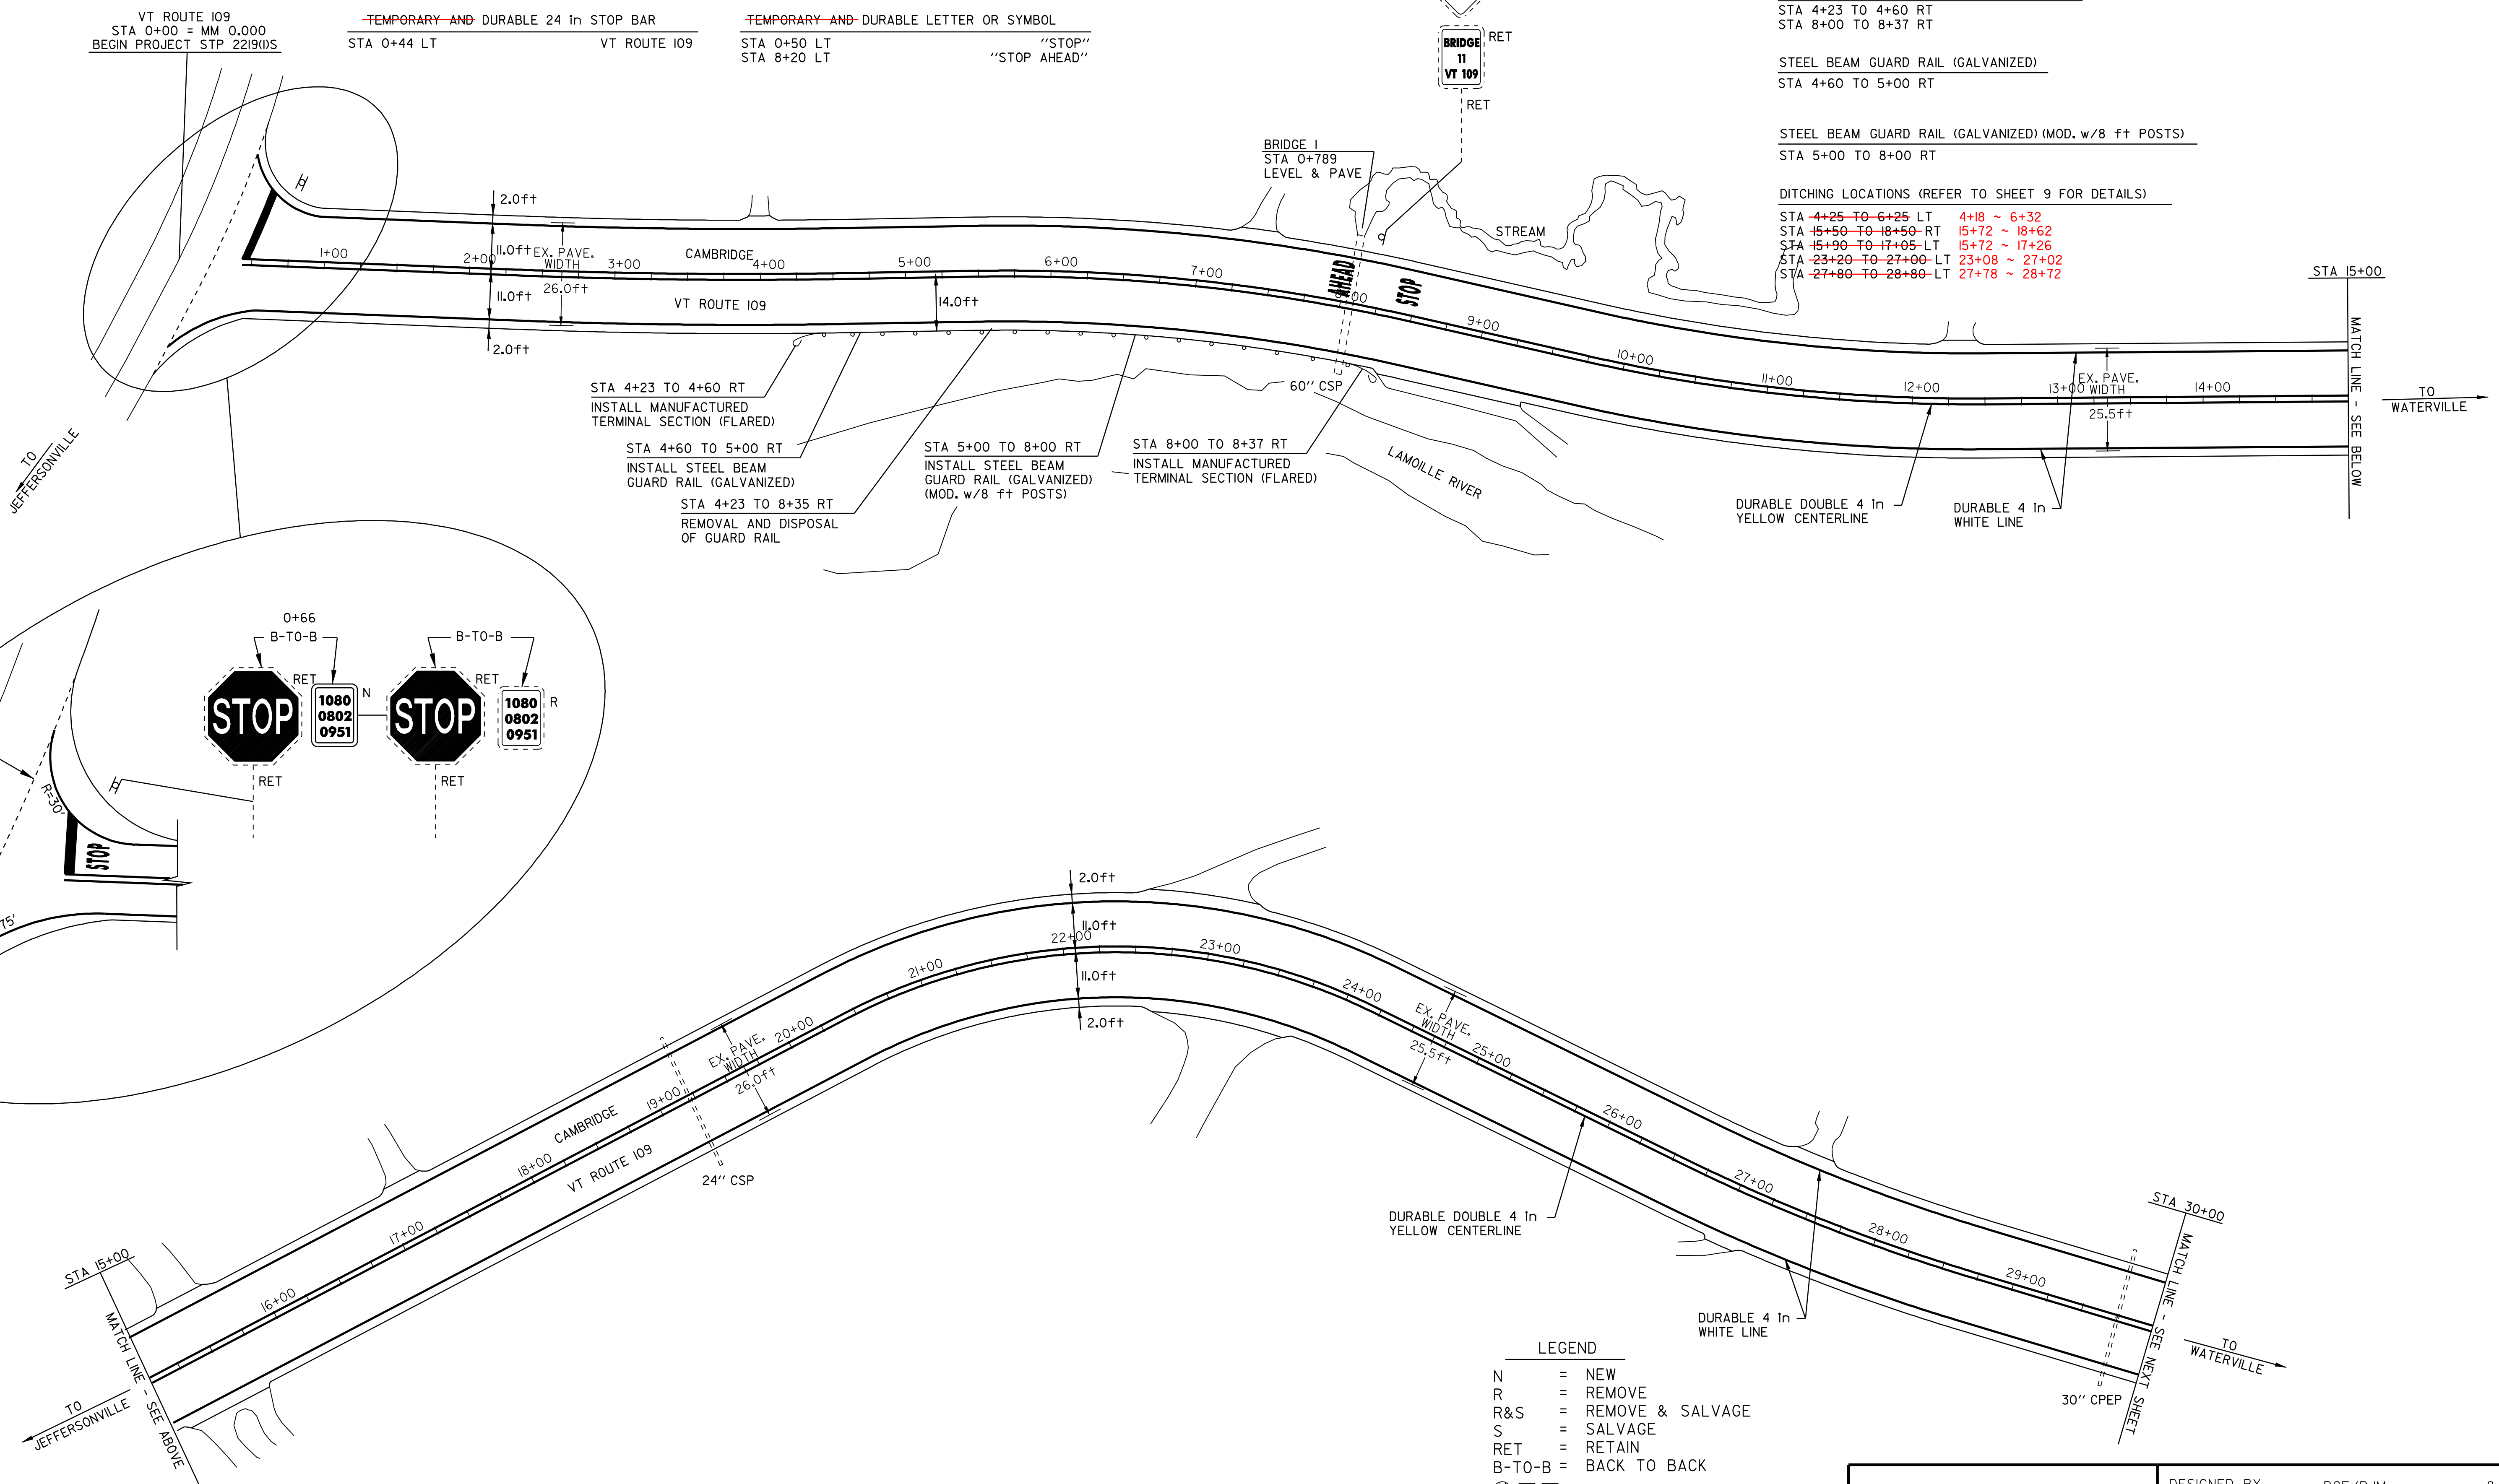 VT ROUTE 109
STA 0+00 = MM 0.000
BEGIN PROJECT STP 2219(1)S
TEMPORARY AND DURABLE 24 in STOP BAR
STA 0+44 LT VT ROUTE 109
TEMPORARY AND DURABLE LETTER OR SYMBOL
STA 0+50 LT "STOP"
STA 8+20 LT "STOP AHEAD"
BRIDGE
11
VT 109
RET
RET
STA 4+23 TO 4+60 RT
STA 8+00 TO 8+37 RT
STEEL BEAM GUARD RAIL (GALVANIZED)
STA 4+60 TO 5+00 RT
STEEL BEAM GUARD RAIL (GALVANIZED) (MOD. w/8 ft POSTS)
STA 5+00 TO 8+00 RT
DITCHING LOCATIONS (REFER TO SHEET 9 FOR DETAILS)
STA 4+25 TO 6+25 LT 4+18 ~ 6+32
STA 15+50 TO 18+50 RT 15+72 ~ 18+62
STA 15+90 TO 17+05 LT 15+72 ~ 17+26
STA 23+20 TO 27+00 LT 23+08 ~ 27+02
STA 27+80 TO 28+80 LT 27+78 ~ 28+72
BRIDGE 1
STA 0+789
LEVEL & PAVE
STREAM
2.0ft
11.0ft
11.0ft
2.0ft
EX. PAVE.
WIDTH
26.0ft
1+00
2+00
3+00
CAMBRIDGE
4+00
5+00
6+00
7+00
8+00
9+00
10+00
11+00
12+00
13+00
14+00
VT ROUTE 109
14.0ft
AHEAD
STOP
EX. PAVE.
WIDTH
25.5ft
STA 15+00
MATCH LINE - SEE BELOW
TO
WATERVILLE
TO
JEFFERSONVILLE
STA 4+23 TO 4+60 RT
INSTALL MANUFACTURED
TERMINAL SECTION (FLARED)
STA 4+60 TO 5+00 RT
INSTALL STEEL BEAM
GUARD RAIL (GALVANIZED)
STA 4+23 TO 8+35 RT
REMOVAL AND DISPOSAL
OF GUARD RAIL
STA 5+00 TO 8+00 RT
INSTALL STEEL BEAM
GUARD RAIL (GALVANIZED)
(MOD. w/8 ft POSTS)
STA 8+00 TO 8+37 RT
INSTALL MANUFACTURED
TERMINAL SECTION (FLARED)
60" CSP
LAMOILLE RIVER
DURABLE DOUBLE 4 in
YELLOW CENTERLINE
DURABLE 4 in
WHITE LINE
0+66
B-TO-B
B-TO-B
STOP
RET
1080
0802
0951
N
STOP
RET
1080
0802
0951
R
RET
RET
R=30'
STOP
75'
2.0ft
11.0ft
11.0ft
2.0ft
STA 15+00
MATCH LINE - SEE ABOVE
TO
JEFFERSONVILLE
16+00
17+00
18+00
19+00
20+00
21+00
22+00
23+00
24+00
25+00
26+00
27+00
28+00
29+00
CAMBRIDGE
VT ROUTE 109
EX. PAVE.
WIDTH
26.0ft
24" CSP
EX. PAVE.
WIDTH
25.5ft
DURABLE DOUBLE 4 in
YELLOW CENTERLINE
DURABLE 4 in
WHITE LINE
STA 30+00
MATCH LINE - SEE NEXT SHEET
TO
WATERVILLE
30" CPEP
LEGEND
N = NEW
R = REMOVE
R&S = REMOVE & SALVAGE
S = SALVAGE
RET = RETAIN
B-TO-B = BACK TO BACK